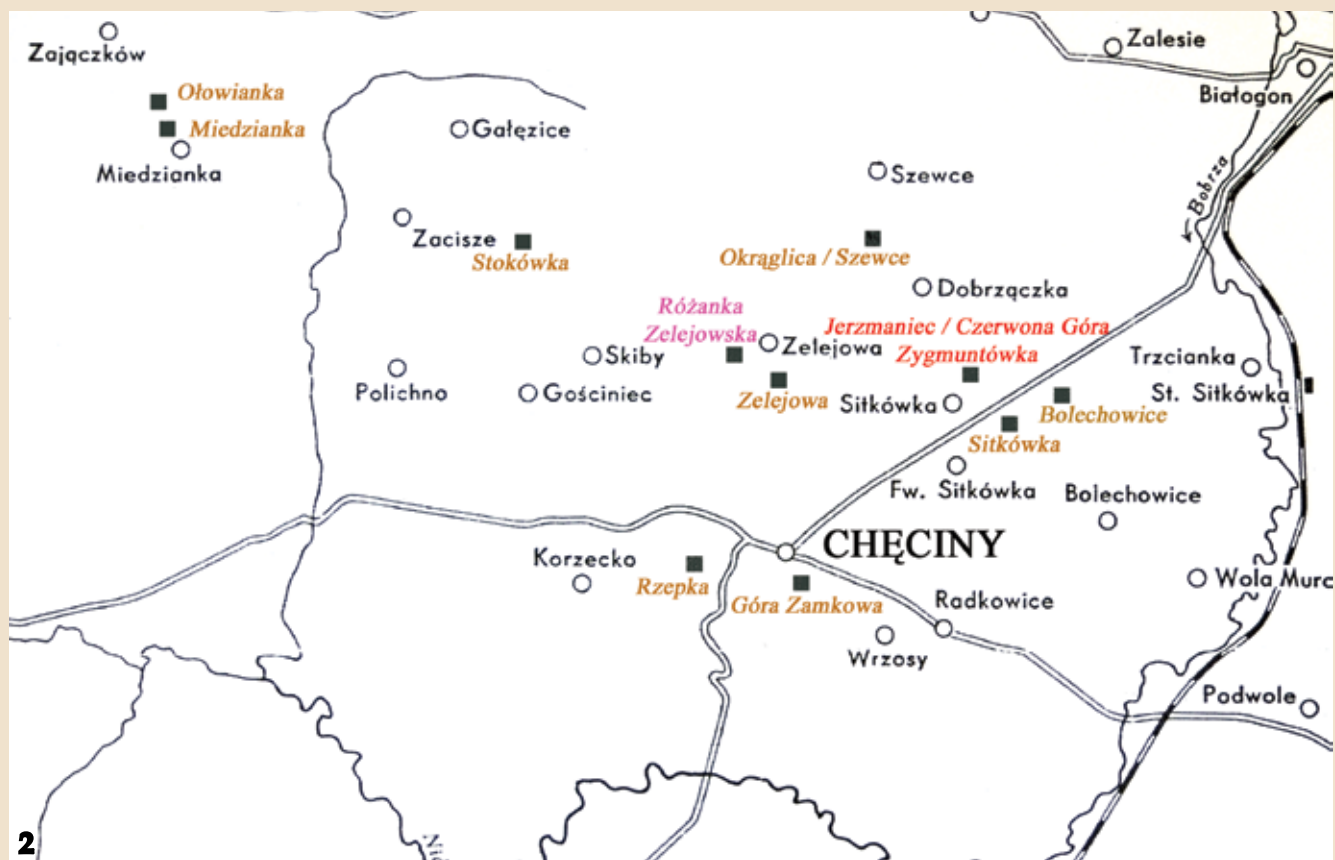 Zajączków
Ołowianka
Miedzianka
Miedzianka
Gałęzice
Zacisze
Stokówka
Zalesie
Białogon
Bobrza
Szewce
Okrąglica / Szewce
Dobrzączka
Różanka
Zelejowska
Zelejowa
Zelejowa
Jerzmaniec / Czerwona Góra
Zygmuntówka
Sitkówka
Skiby
Gościniec
Polichno
Trzcianka
St. Sitkówka
Bolechowice
Sitkówka
Fw. Sitkówka
Bolechowice
CHĘCINY
Korzecko
Rzepka
Góra Zamkowa
Radkowice
Wrzosy
Wola Murc
Podwole
2